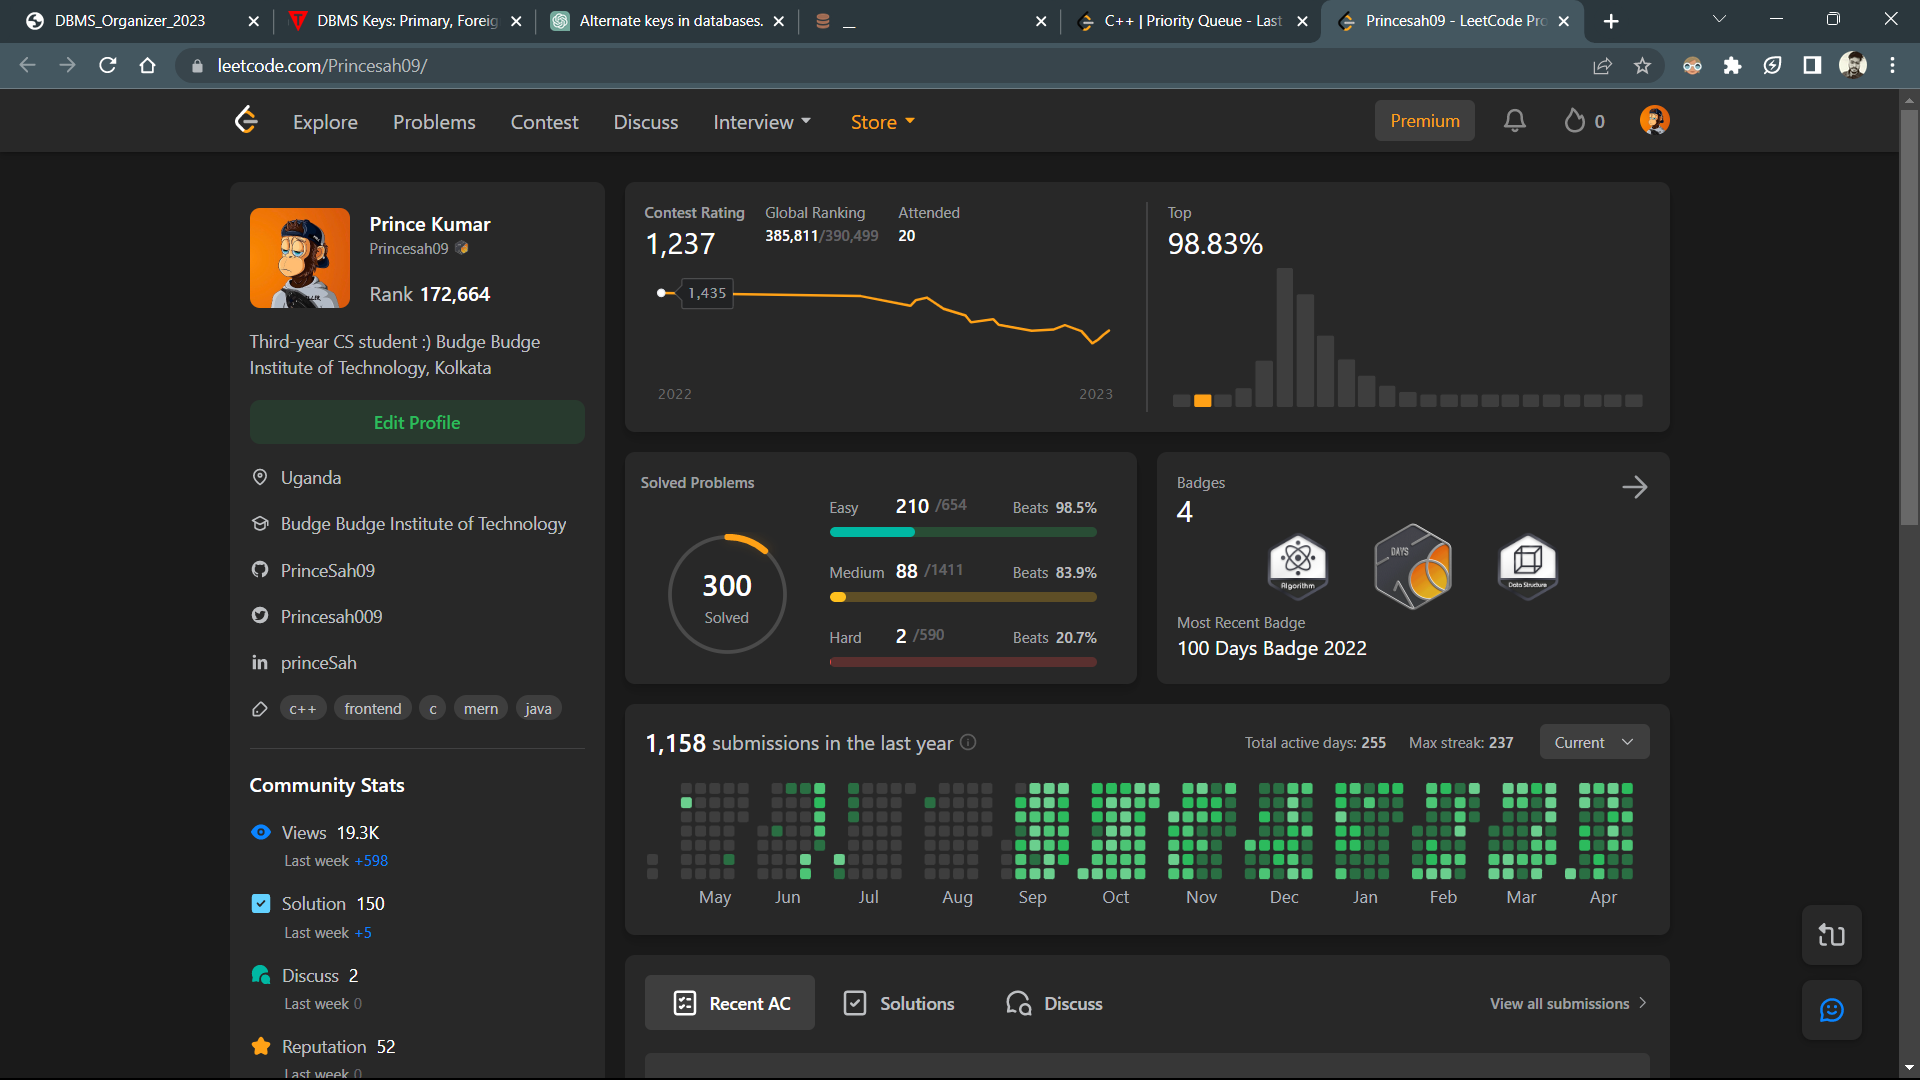 DBMS_Organizer_2023
DBMS Keys: Primary, Foreig
Alternate keys in databases.
__
C++ | Priority Queue - Last
Princesah09 - LeetCode Pro
leetcode.com/Princesah09/
Explore
Problems
Contest
Discuss
Interview
Store
Premium
0
Prince Kumar
Princesah09
Rank 172,664
Third-year CS student :) Budge Budge
Institute of Technology, Kolkata
Edit Profile
Uganda
Budge Budge Institute of Technology
PrinceSah09
Princesah009
princeSah
c++ frontend c mern java
Community Stats
Views 19.3K
Last week +598
Solution 150
Last week +5
Discuss 2
Last week 0
Reputation 52
Last week 0
Contest Rating
1,237
Global Ranking
385,811/390,499
Attended
20
1,435
2022 2023
Top
98.83%
Solved Problems
300
Solved
Easy 210 /654 Beats 98.5%
Medium 88 /1411 Beats 83.9%
Hard 2 /590 Beats 20.7%
Badges
4
Algorithm
DAYS
Data Structure
Most Recent Badge
100 Days Badge 2022
1,158 submissions in the last year
Total active days: 255 Max streak: 237
Current
May Jun Jul Aug Sep Oct Nov Dec Jan Feb Mar Apr
Recent AC
Solutions
Discuss
View all submissions